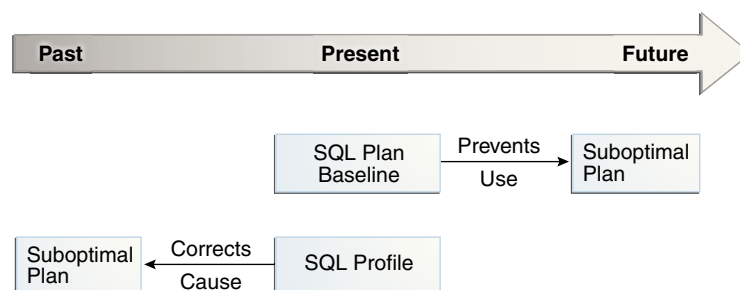 Past Present Future
SQL Plan
Baseline
Prevents
Use
Suboptimal
Plan
Suboptimal
Plan
Corrects
Cause
SQL Profile